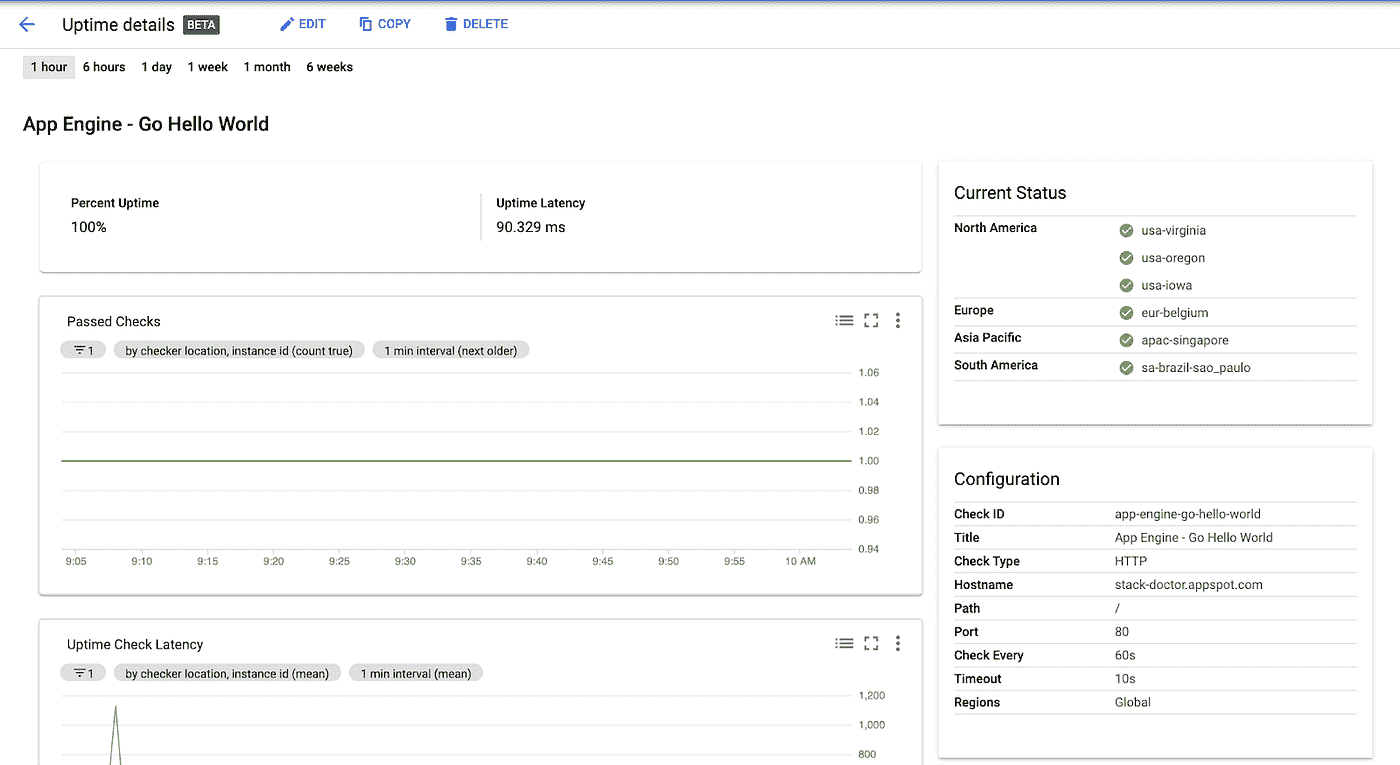 Uptime details BETA EDIT COPY DELETE
1 hour 6 hours 1 day 1 week 1 month 6 weeks
App Engine - Go Hello World
Percent Uptime
100%
Uptime Latency
90.329 ms
Passed Checks
1 by checker location, instance id (count true) 1 min interval (next older)
1.06
1.04
1.02
1.00
0.98
0.96
0.94
9:05 9:10 9:15 9:20 9:25 9:30 9:35 9:40 9:45 9:50 9:55 10 AM
Uptime Check Latency
1 by checker location, instance id (mean) 1 min interval (mean)
1,200
1,000
800
Current Status
North America usa-virginia
usa-oregon
usa-iowa
Europe eur-belgium
Asia Pacific apac-singapore
South America sa-brazil-sao_paulo
Configuration
Check ID app-engine-go-hello-world
Title App Engine - Go Hello World
Check Type HTTP
Hostname stack-doctor.appspot.com
Path /
Port 80
Check Every 60s
Timeout 10s
Regions Global